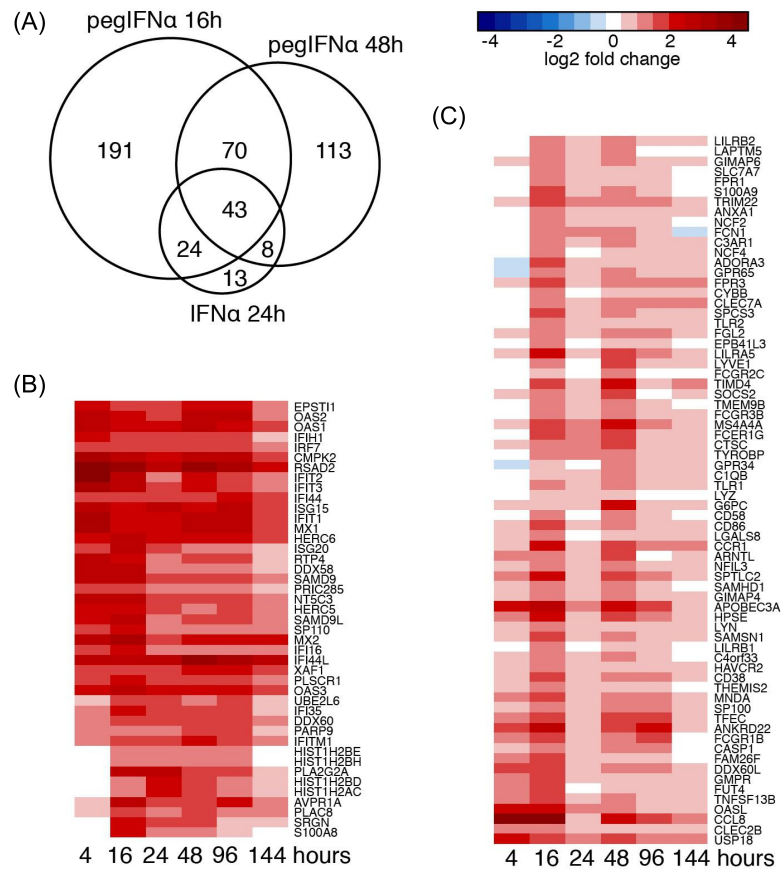 (A)
pegIFNα 16h
pegIFNα 48h
191
70
113
43
24
8
13
IFNα 24h
-4 -2 0 2 4
log2 fold change
(B)
EPSTI1
OAS2
OAS1
IFIH1
IRF7
CMPK2
RSAD2
IFIT2
IFIT3
IFI44
ISG15
IFIT1
MX1
HERC6
ISG20
RTP4
DDX58
SAMD9
PRIC285
NT5C3
HERC5
SAMD9L
SP110
MX2
IFI16
IFI44L
XAF1
PLSCR1
OAS3
UBE2L6
IFI35
DDX60
PARP9
IFITM1
HIST1H2BE
HIST1H2BH
PLA2G2A
HIST1H2BD
HIST1H2AC
AVPR1A
PLAC8
SRGN
S100A8
4 16 24 48 96 144 hours
(C)
LILRB2
LAPTM5
GIMAP6
SLC7A7
FPR1
S100A9
TRIM22
ANXA1
NCF2
FCN1
C3AR1
NCF4
ADORA3
GPR65
FPR3
CYBB
CLEC7A
SPCS3
TLR2
FGL2
EPB41L3
LILRA5
LYVE1
FCGR2C
TIMD4
SOCS2
TMEM9B
FCGR3B
MS4A4A
FCER1G
CTSC
TYROBP
GPR34
C1QB
TLR1
LYZ
G6PC
CD58
CD86
LGALS8
CCR1
ARNTL
NFIL3
SPTLC2
SAMHD1
GIMAP4
APOBEC3A
HPSE
LYN
SAMSN1
LILRB1
C4orf33
HAVCR2
CD38
THEMIS2
MNDA
SP100
TFEC
ANKRD22
FCGR1B
CASP1
FAM26F
DDX60L
GMPR
FUT4
TNFSF13B
OASL
CCL8
CLEC2B
USP18
4 16 24 48 96 144 hours